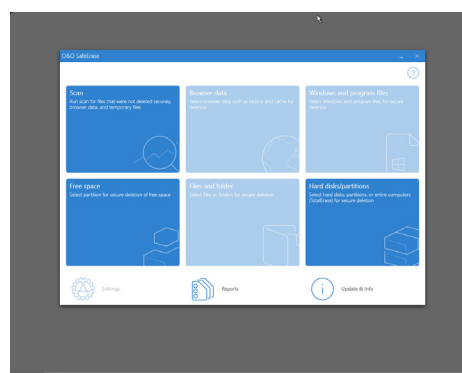 O&O SafeErase
Scan
Run scan for files that were not deleted securely,
browser data, and temporary files
Browser data
Select browser data such as history and cache for
deletion
Windows and program files
Select Windows and program files for secure
deletion
Free space
Select partition for secure deletion of free space
Files and folder
Select files or folders for secure deletion
Hard disks/partitions
Select hard disks, partitions, or entire computers
(TotalErase) for secure deletion
Settings
Reports
Update & Info